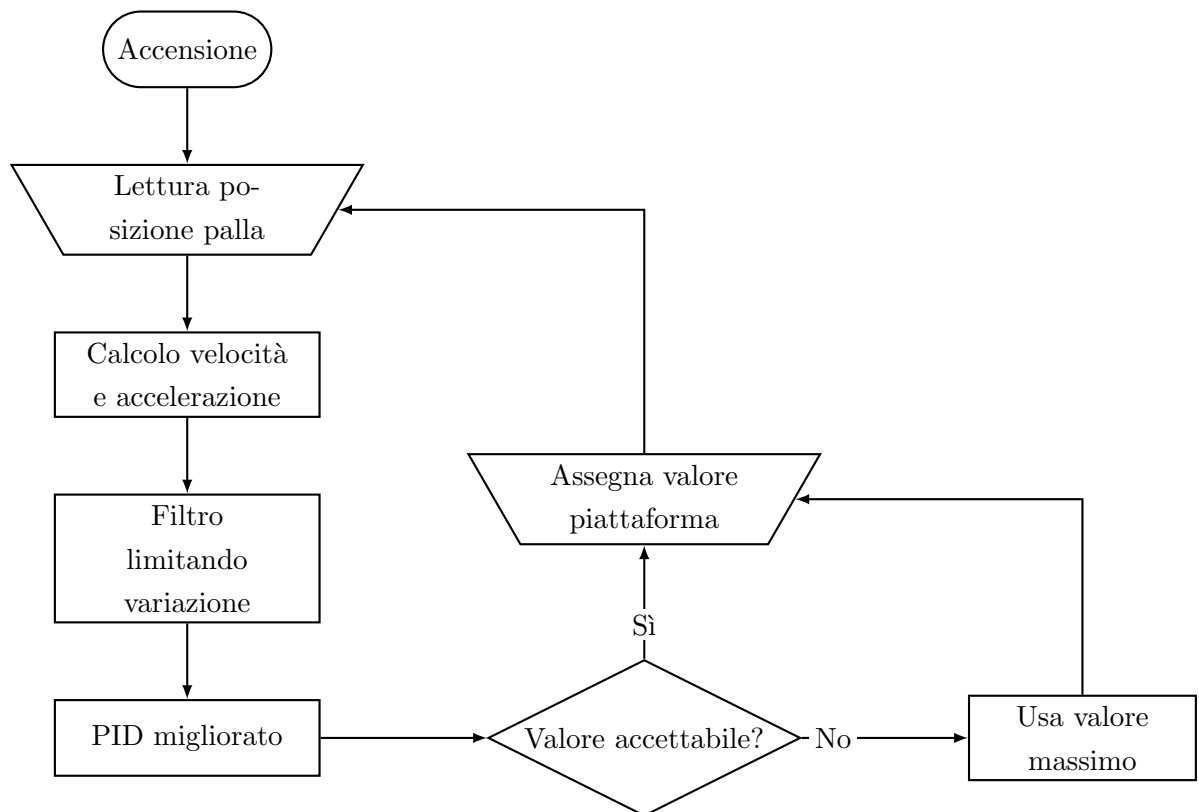 Accensione
Lettura po-
sizione palla
Calcolo velocità
e accelerazione
Filtro
limitando
variazione
PID migliorato
Valore accettabile?
Sì
No
Assegna valore
piattaforma
Usa valore
massimo